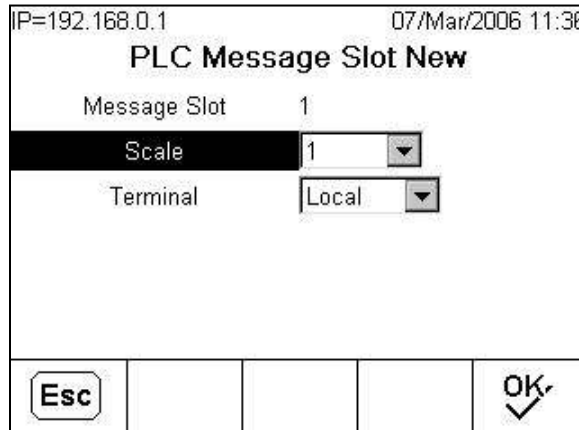 IP=192.168.0.1 07/Mar/2006 11:36
PLC Message Slot New
Message Slot 1
Scale 1
Terminal Local
Esc OK